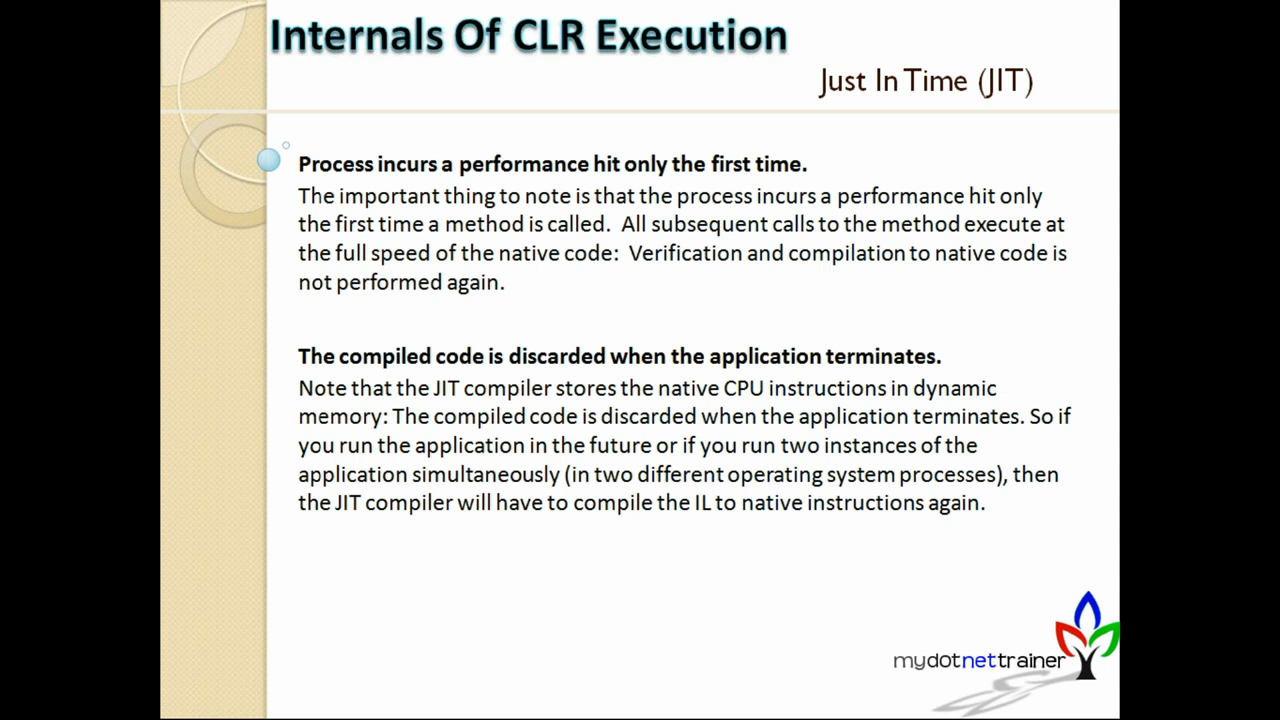 Internals Of CLR Execution
Just In Time (JIT)
Process incurs a performance hit only the first time.
The important thing to note is that the process incurs a performance hit only
the first time a method is called.  All subsequent calls to the method execute at
the full speed of the native code:  Verification and compilation to native code is
not performed again.
The compiled code is discarded when the application terminates.
Note that the JIT compiler stores the native CPU instructions in dynamic
memory: The compiled code is discarded when the application terminates. So if
you run the application in the future or if you run two instances of the
application simultaneously (in two different operating system processes), then
the JIT compiler will have to compile the IL to native instructions again.
mydotnettrainer